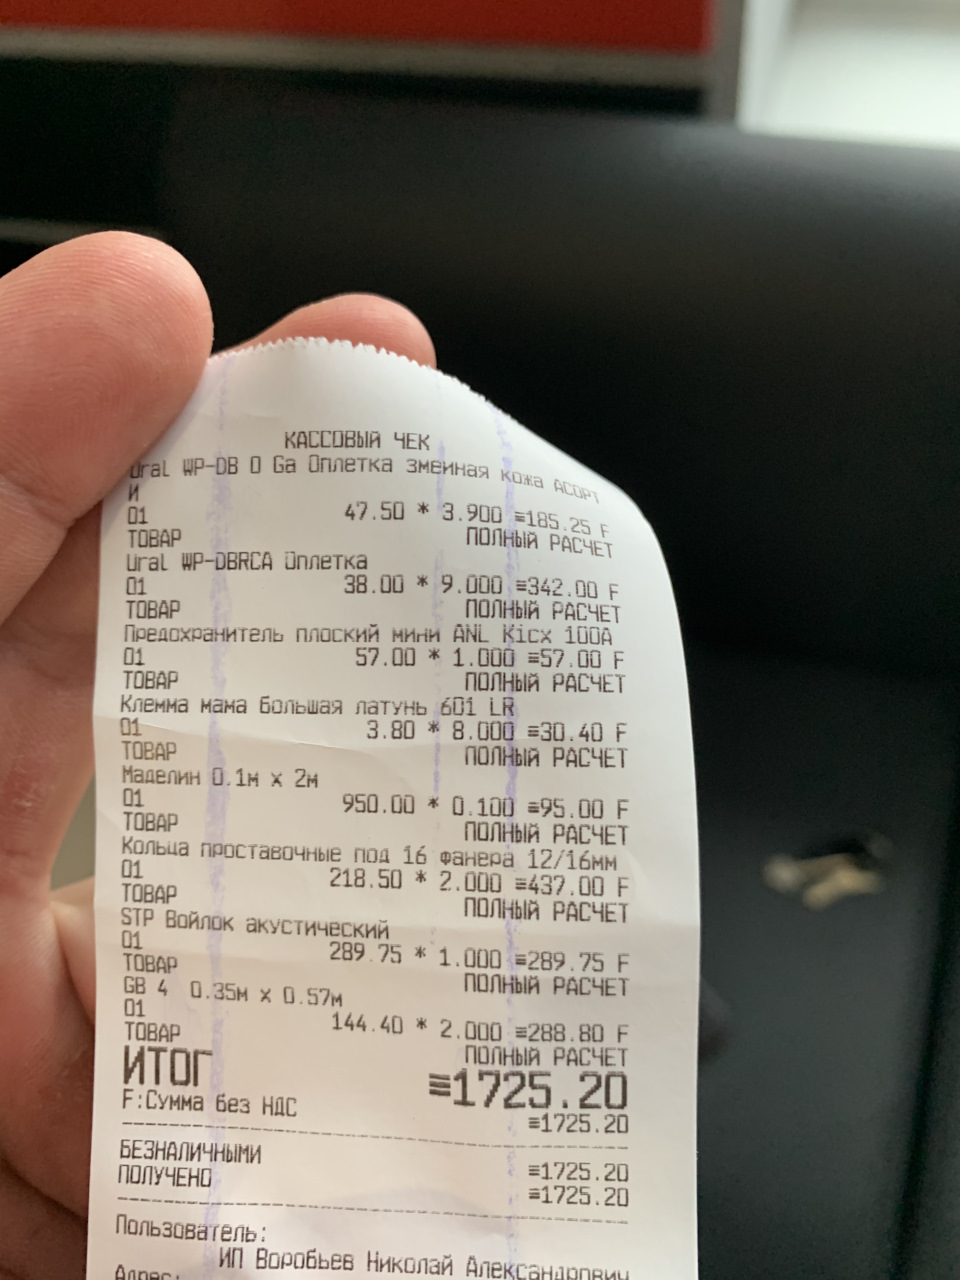 КАССОВЫЙ ЧЕК
Ural WP-DB 0 Ga Оплетка змеиная кожа АСОРТ
И
01 47.50 * 3.900 ≡185.25 F
ТОВАР ПОЛНЫЙ РАСЧЕТ
Ural WP-DBRCA Оплетка
01 38.00 * 9.000 ≡342.00 F
ТОВАР ПОЛНЫЙ РАСЧЕТ
Предохранитель плоский мини ANL Kicx 100А
01 57.00 * 1.000 ≡57.00 F
ТОВАР ПОЛНЫЙ РАСЧЕТ
Клемма мама большая латунь 601 LR
01 3.80 * 8.000 ≡30.40 F
ТОВАР ПОЛНЫЙ РАСЧЕТ
Маделин 0.1м x 2м
01 950.00 * 0.100 ≡95.00 F
ТОВАР ПОЛНЫЙ РАСЧЕТ
Кольца проставочные под 16 фанера 12/16мм
01 218.50 * 2.000 ≡437.00 F
ТОВАР ПОЛНЫЙ РАСЧЕТ
STP Войлок акустический
01 289.75 * 1.000 ≡289.75 F
ТОВАР ПОЛНЫЙ РАСЧЕТ
GB 4 0.35м x 0.57м
01 144.40 * 2.000 ≡288.80 F
ТОВАР ПОЛНЫЙ РАСЧЕТ
ИТОГ ≡1725.20
F:Сумма без НДС ≡1725.20
БЕЗНАЛИЧНЫМИ ≡1725.20
ПОЛУЧЕНО ≡1725.20
Пользователь:
ИП Воробьев Николай Александрович
Адрес: